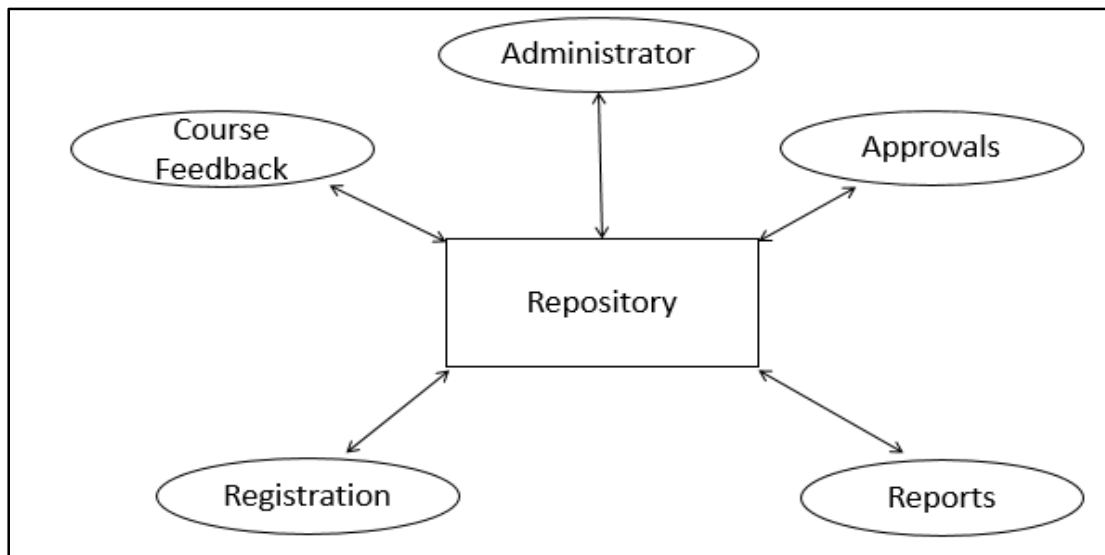 Administrator
Course
Feedback
Approvals
Repository
Registration
Reports